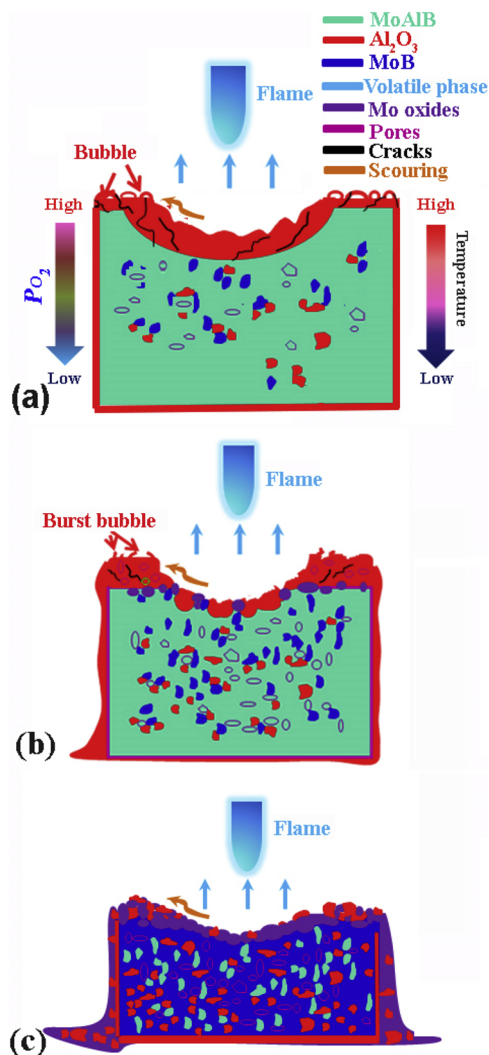 MoAlB
Al2O3
MoB
Volatile phase
Mo oxides
Pores
Cracks
Scouring
Flame
Bubble
High
High
PO2
Temperature
Low
Low
(a)
Flame
Burst bubble
(b)
Flame
(c)